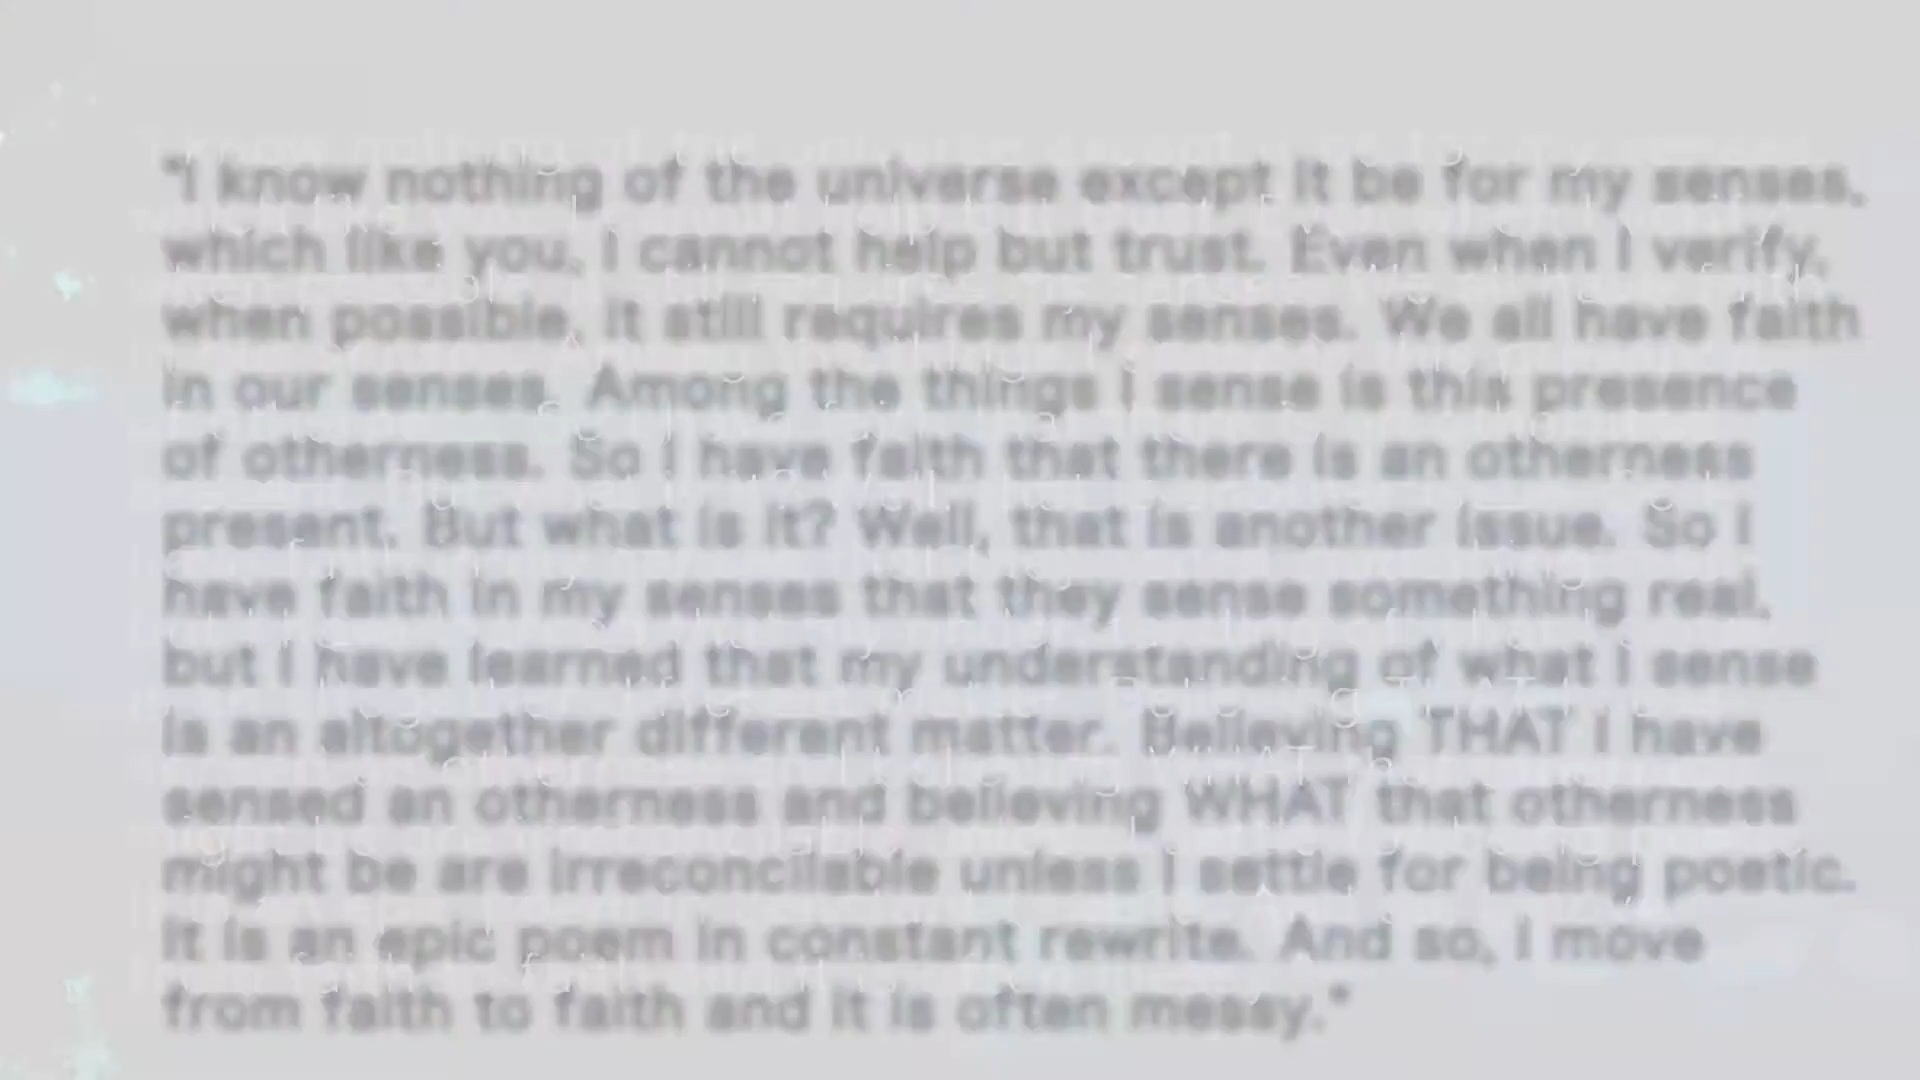 "I know nothing of the universe except it be for my senses,
which like you, I cannot help but trust. Even when I verify,
when possible, it still requires my senses. We all have faith
in our senses. Among the things I sense is this presence
of otherness. So I have faith that there is an otherness
present. But what is it? Well, that is another issue. So I
have faith in my senses that they sense something real,
but I have learned that my understanding of what I sense
is an altogether different matter. Believing THAT I have
sensed an otherness and believing WHAT that otherness
might be are irreconcilable unless I settle for being poetic.
It is an epic poem in constant rewrite. And so, I move
from faith to faith and it is often messy."